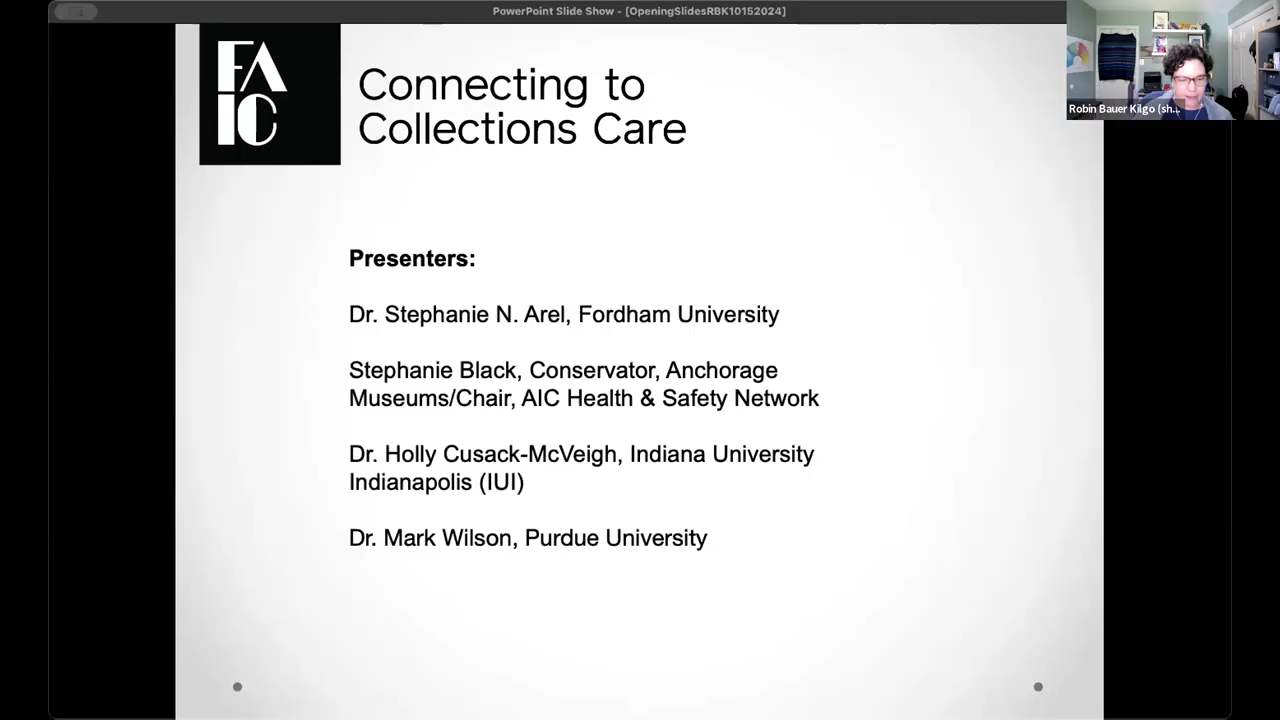 PowerPoint Slide Show - [OpeningSlidesRBK10152024]
FA
IC
Connecting to
Collections Care
Robin Bauer Kilgo (sh...
Presenters:
Dr. Stephanie N. Arel, Fordham University
Stephanie Black, Conservator, Anchorage
Museums/Chair, AIC Health & Safety Network
Dr. Holly Cusack-McVeigh, Indiana University
Indianapolis (IUI)
Dr. Mark Wilson, Purdue University